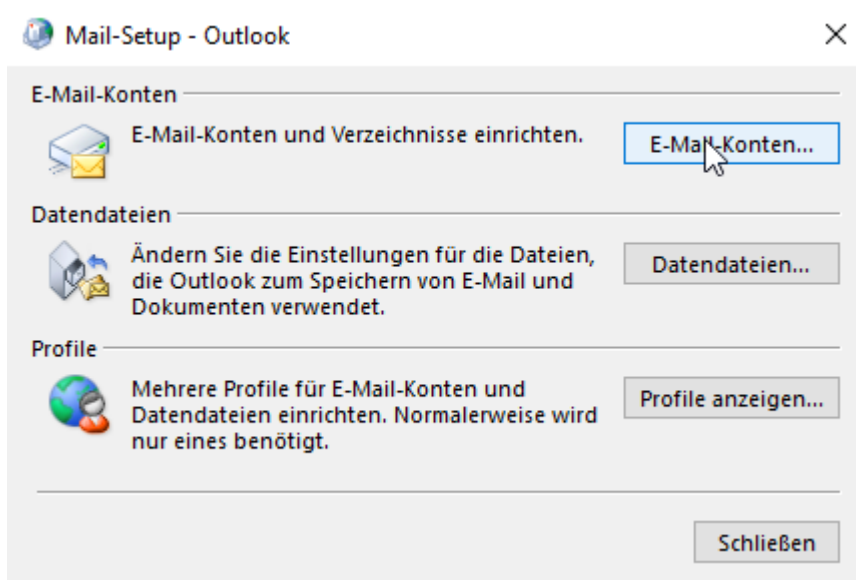 Mail-Setup - Outlook
E-Mail-Konten
E-Mail-Konten und Verzeichnisse einrichten.
E-Mail-Konten...
Datendateien
Ändern Sie die Einstellungen für die Dateien,
die Outlook zum Speichern von E-Mail und
Dokumenten verwendet.
Datendateien...
Profile
Mehrere Profile für E-Mail-Konten und
Datendateien einrichten. Normalerweise wird
nur eines benötigt.
Profile anzeigen...
Schließen